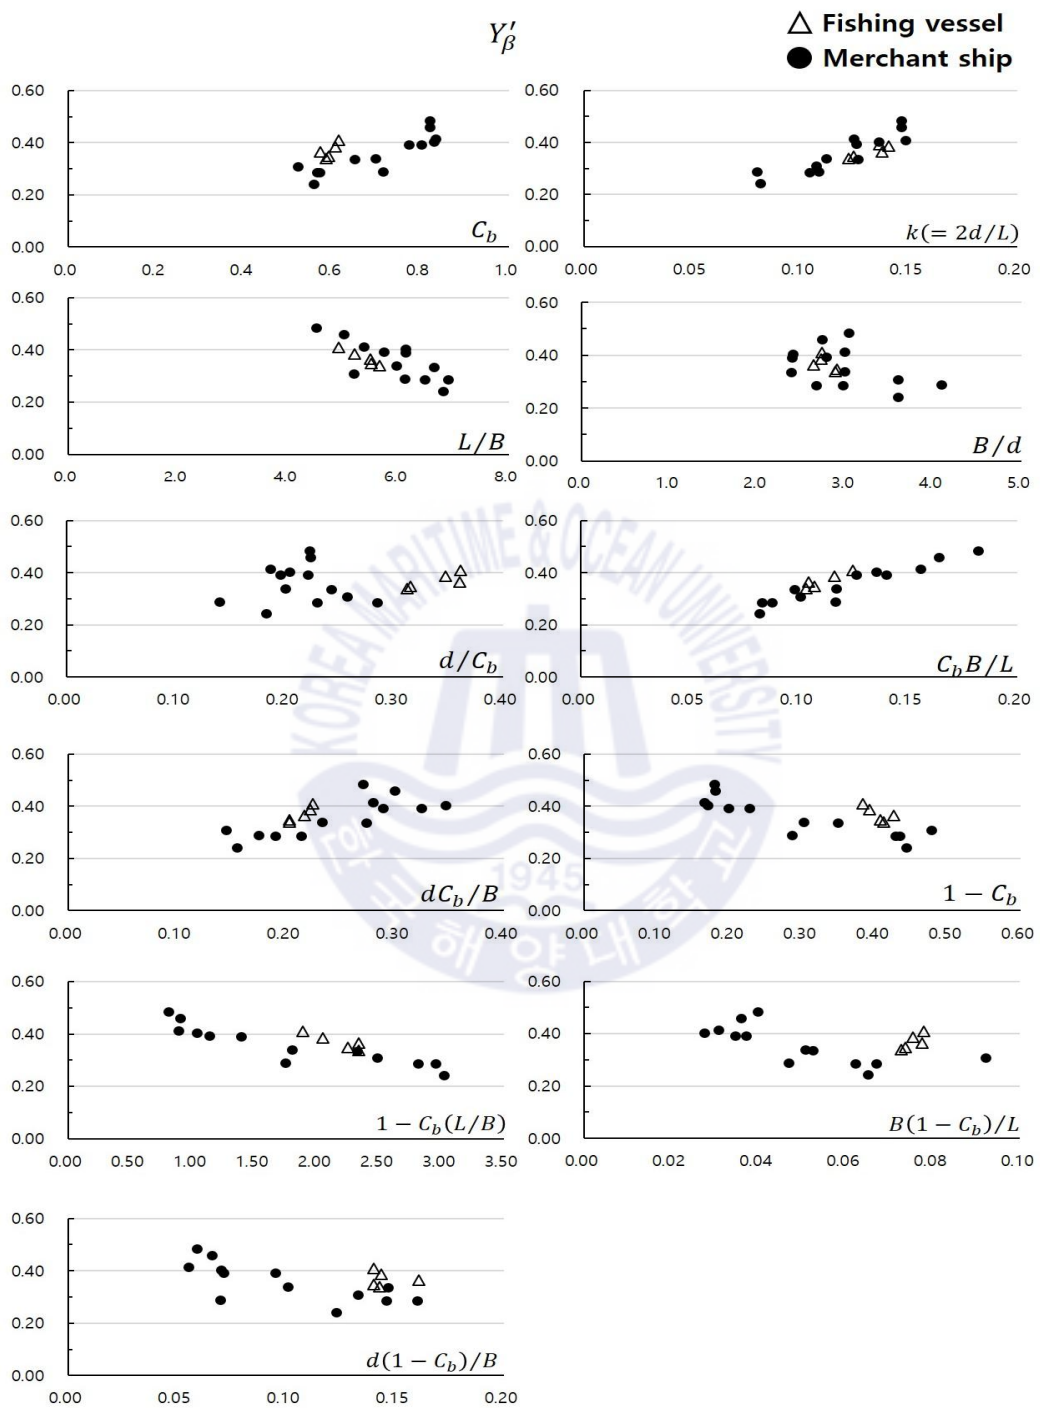 Y′β
△ Fishing vessel
● Merchant ship
0.60
0.40
0.20
0.00
0.0 0.2 0.4 0.6 0.8 1.0
Cb
0.60
0.40
0.20
0.00
0.00 0.05 0.10 0.15 0.20
k(= 2d/L)
0.60
0.40
0.20
0.00
0.0 2.0 4.0 6.0 8.0
L/B
0.60
0.40
0.20
0.00
0.0 1.0 2.0 3.0 4.0 5.0
B/d
0.60
0.40
0.20
0.00
0.00 0.10 0.20 0.30 0.40
d/Cb
0.60
0.40
0.20
0.00
0.00 0.05 0.10 0.15 0.20
CbB/L
0.60
0.40
0.20
0.00
0.00 0.10 0.20 0.30 0.40
dCb/B
0.60
0.40
0.20
0.00
0.00 0.10 0.20 0.30 0.40 0.50 0.60
1 − Cb
0.60
0.40
0.20
0.00
0.00 0.50 1.00 1.50 2.00 2.50 3.00 3.50
1 − Cb(L/B)
0.60
0.40
0.20
0.00
0.00 0.02 0.04 0.06 0.08 0.10
B(1 − Cb)/L
0.60
0.40
0.20
0.00
0.00 0.05 0.10 0.15 0.20
d(1 − Cb)/B
KOREA MARITIME & OCEAN UNIVERSITY
1945
한국해양대학교